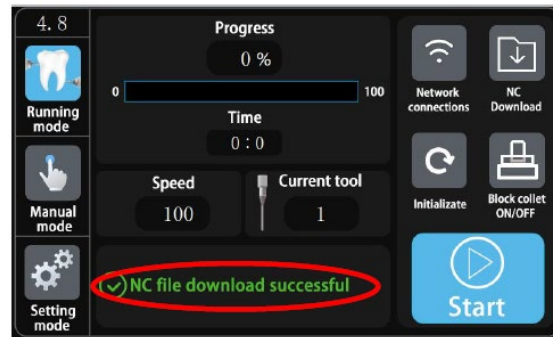 4.8
Running
mode
Manual
mode
Setting
mode
Progress
0 %
0
100
Time
0:0
Speed
100
Current tool
1
NC file download successful
Network
connections
NC
Download
Initializate
Block collet
ON/OFF
Start